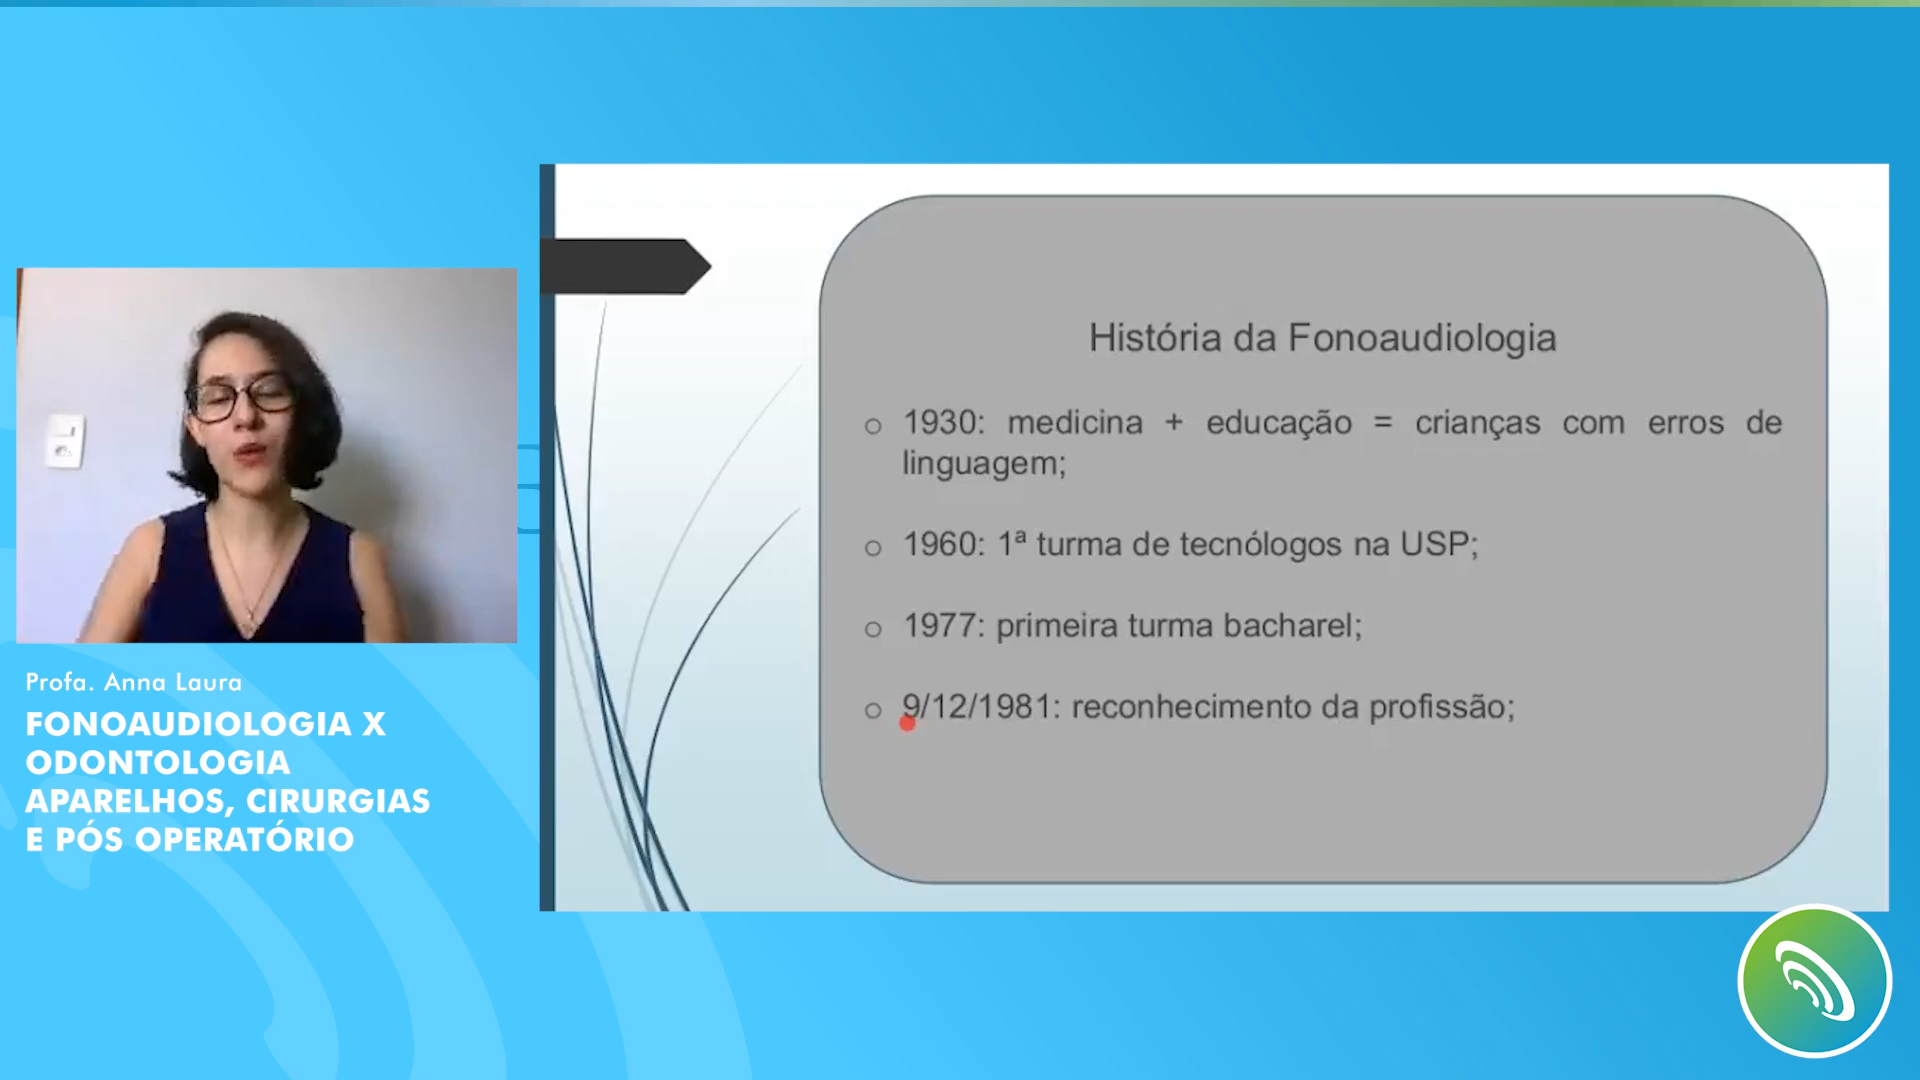 Profa. Anna Laura
FONOAUDIOLOGIA X
ODONTOLOGIA
APARELHOS, CIRURGIAS
E PÓS OPERATÓRIO
História da Fonoaudiologia
o 1930: medicina + educação = crianças com erros de
linguagem;
o 1960: 1ª turma de tecnólogos na USP;
o 1977: primeira turma bacharel;
o 9/12/1981: reconhecimento da profissão;